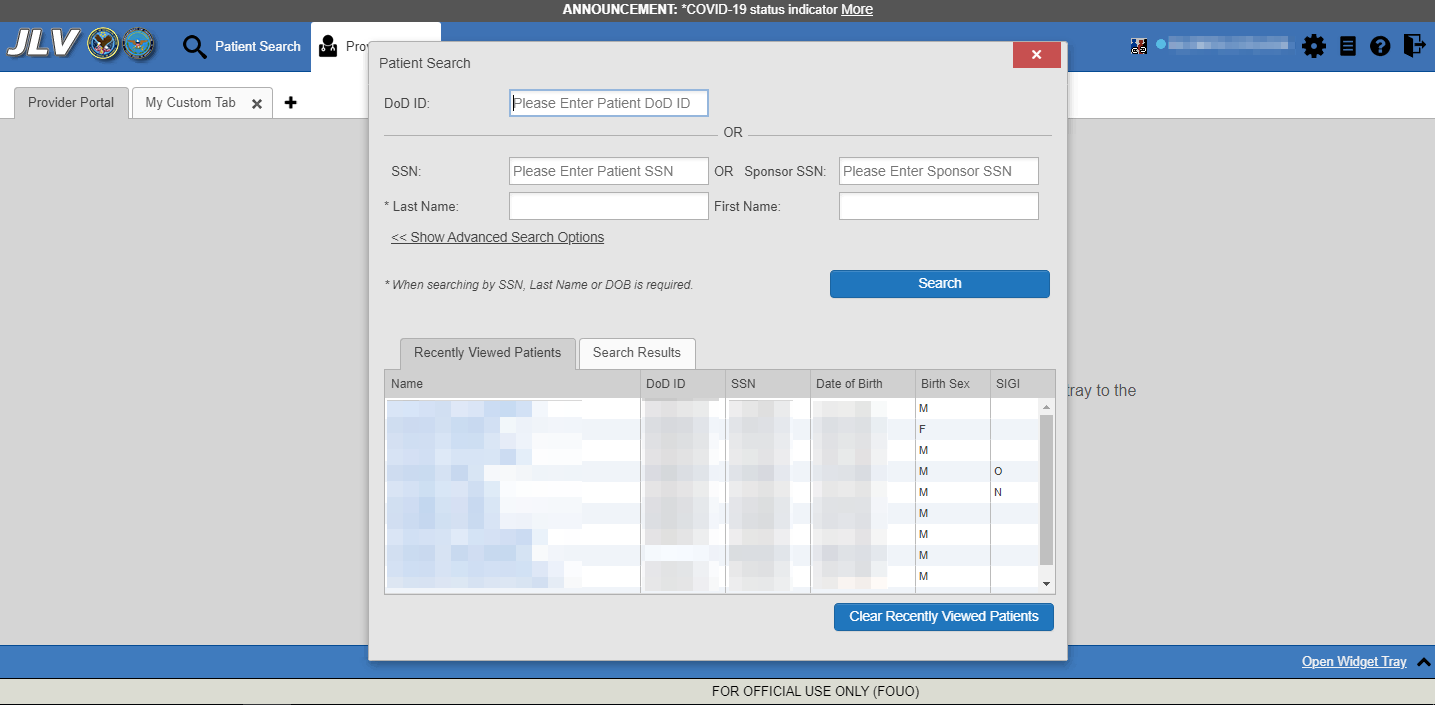 ANNOUNCEMENT: *COVID-19 status indicator More
JLV
Patient Search
Prov
Provider Portal
My Custom Tab
Patient Search
DoD ID:
Please Enter Patient DoD ID
OR
SSN:
Please Enter Patient SSN
OR
Sponsor SSN:
Please Enter Sponsor SSN
* Last Name:
First Name:
<< Show Advanced Search Options
* When searching by SSN, Last Name or DOB is required.
Search
Recently Viewed Patients
Search Results
Name DoD ID SSN Date of Birth Birth Sex SIGI
M
F
M
M O
M N
M
M
M
M
tray to the
Clear Recently Viewed Patients
Open Widget Tray
FOR OFFICIAL USE ONLY (FOUO)